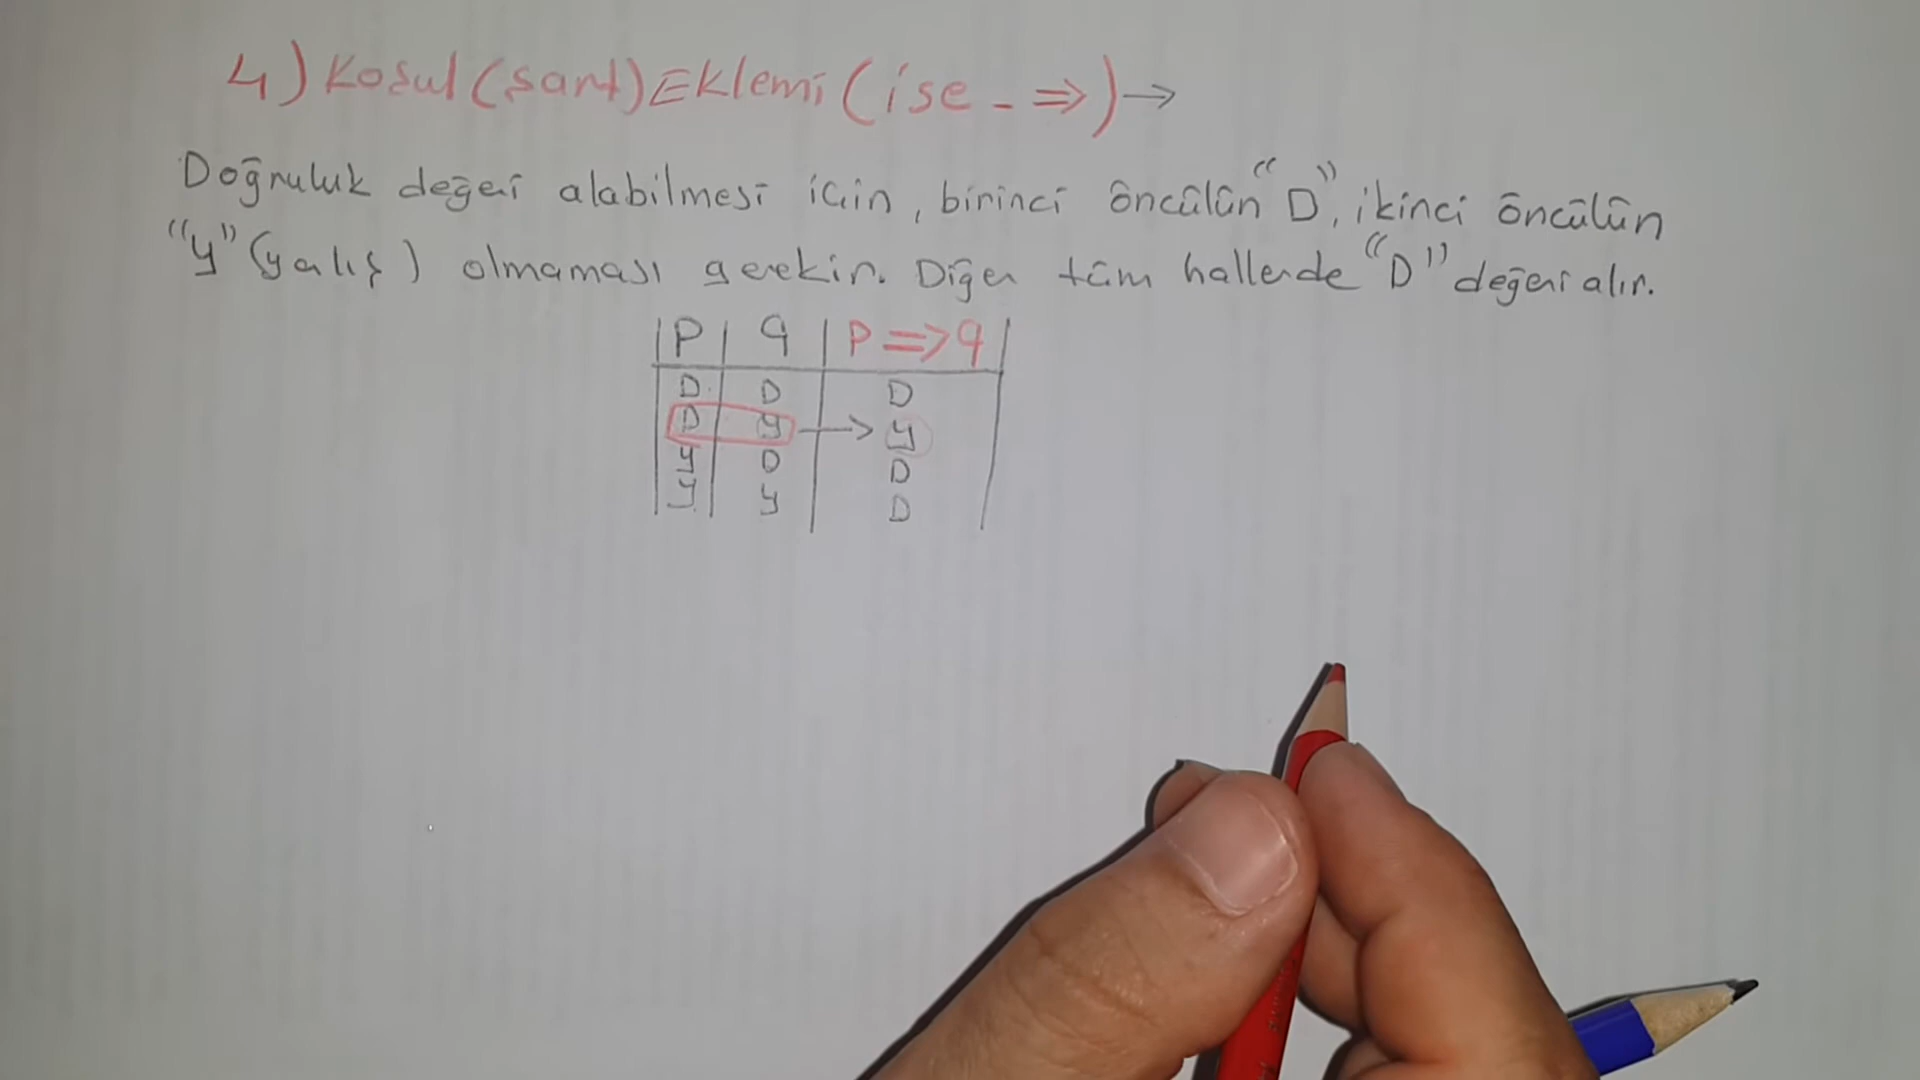 4) Koşul (şart) Eklemi (ise - ⇒) →
Doğruluk değeri alabilmesi için, birinci öncülün "D", ikinci öncülün
"y" (yalış) olmaması gerekir. Diğer tüm hallerde "D" değeri alır.
P | q | P => q
D D D
D y → y
y D D
y y D